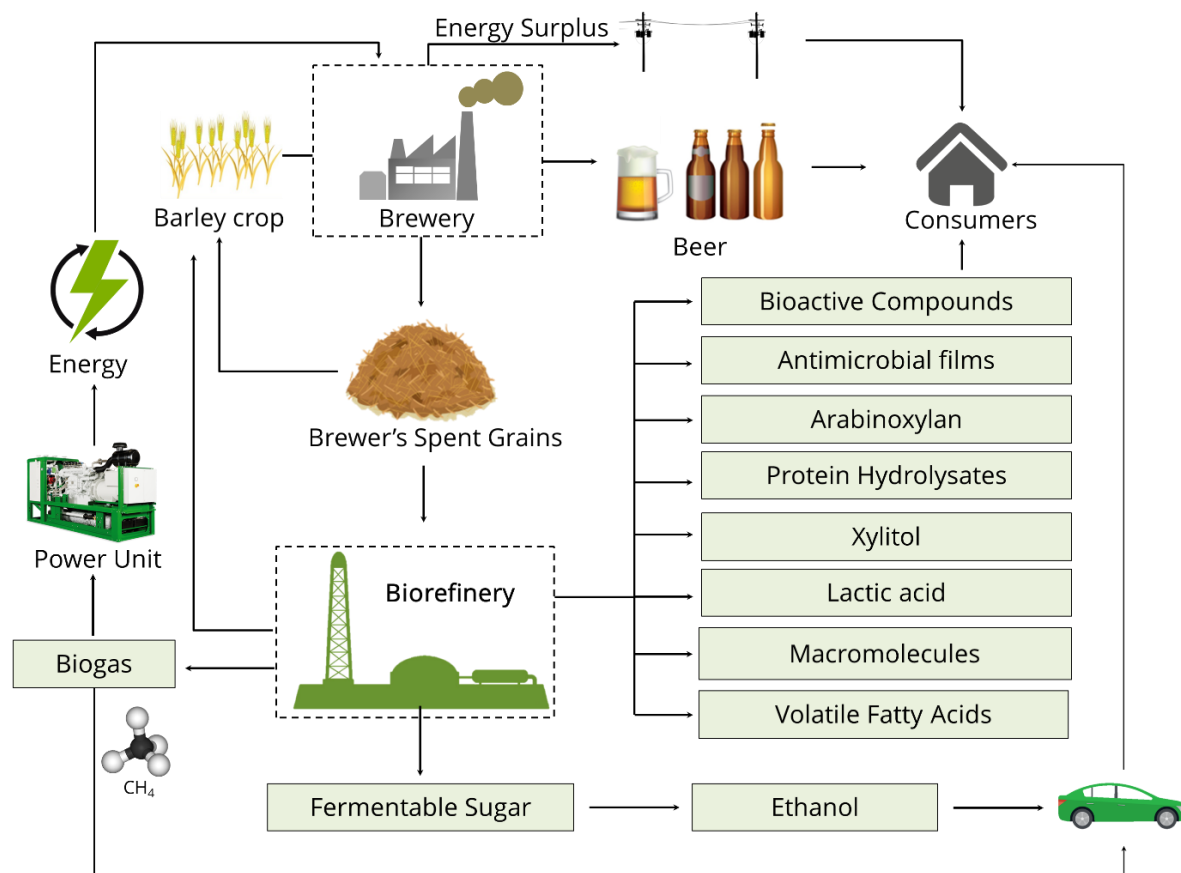 Energy Surplus
Barley crop
Brewery
Beer
Consumers
Energy
Brewer’s Spent Grains
Power Unit
Biorefinery
Biogas
CH₄
Bioactive Compounds
Antimicrobial films
Arabinoxylan
Protein Hydrolysates
Xylitol
Lactic acid
Macromolecules
Volatile Fatty Acids
Fermentable Sugar
Ethanol